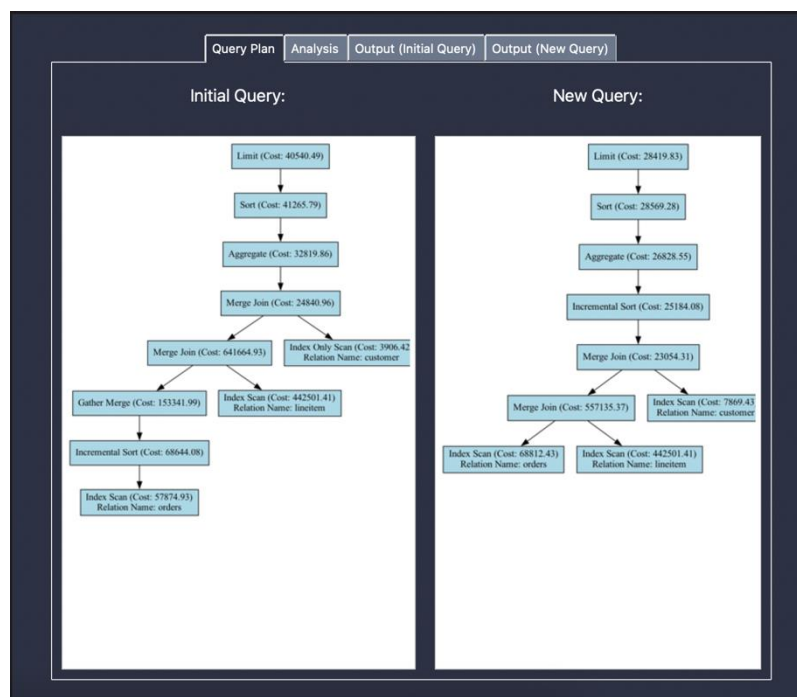 Query Plan
Analysis
Output (Initial Query)
Output (New Query)
Initial Query:
Limit (Cost: 40540.49)
Sort (Cost: 41265.79)
Aggregate (Cost: 32819.86)
Merge Join (Cost: 24840.96)
Merge Join (Cost: 641664.93)
Index Only Scan (Cost: 3906.42
Relation Name: customer
Gather Merge (Cost: 153341.99)
Index Scan (Cost: 442501.41)
Relation Name: lineitem
Incremental Sort (Cost: 68644.08)
Index Scan (Cost: 57874.93)
Relation Name: orders
New Query:
Limit (Cost: 28419.83)
Sort (Cost: 28569.28)
Aggregate (Cost: 26828.55)
Incremental Sort (Cost: 25184.08)
Merge Join (Cost: 23054.31)
Merge Join (Cost: 557135.37)
Index Scan (Cost: 7869.43
Relation Name: customer
Index Scan (Cost: 68812.43)
Relation Name: orders
Index Scan (Cost: 442501.41)
Relation Name: lineitem